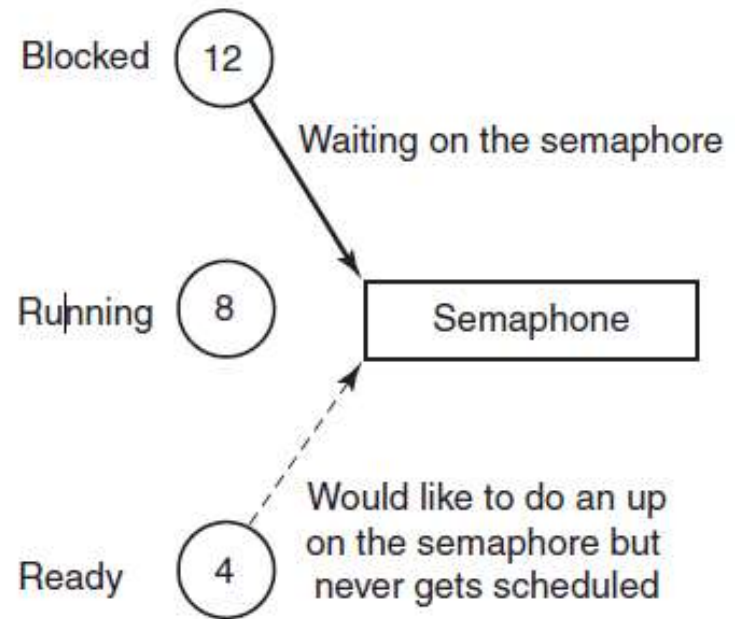 Blocked
12
Waiting on the semaphore
Running
8
Semaphone
Would like to do an up
on the semaphore but
never gets scheduled
Ready
4